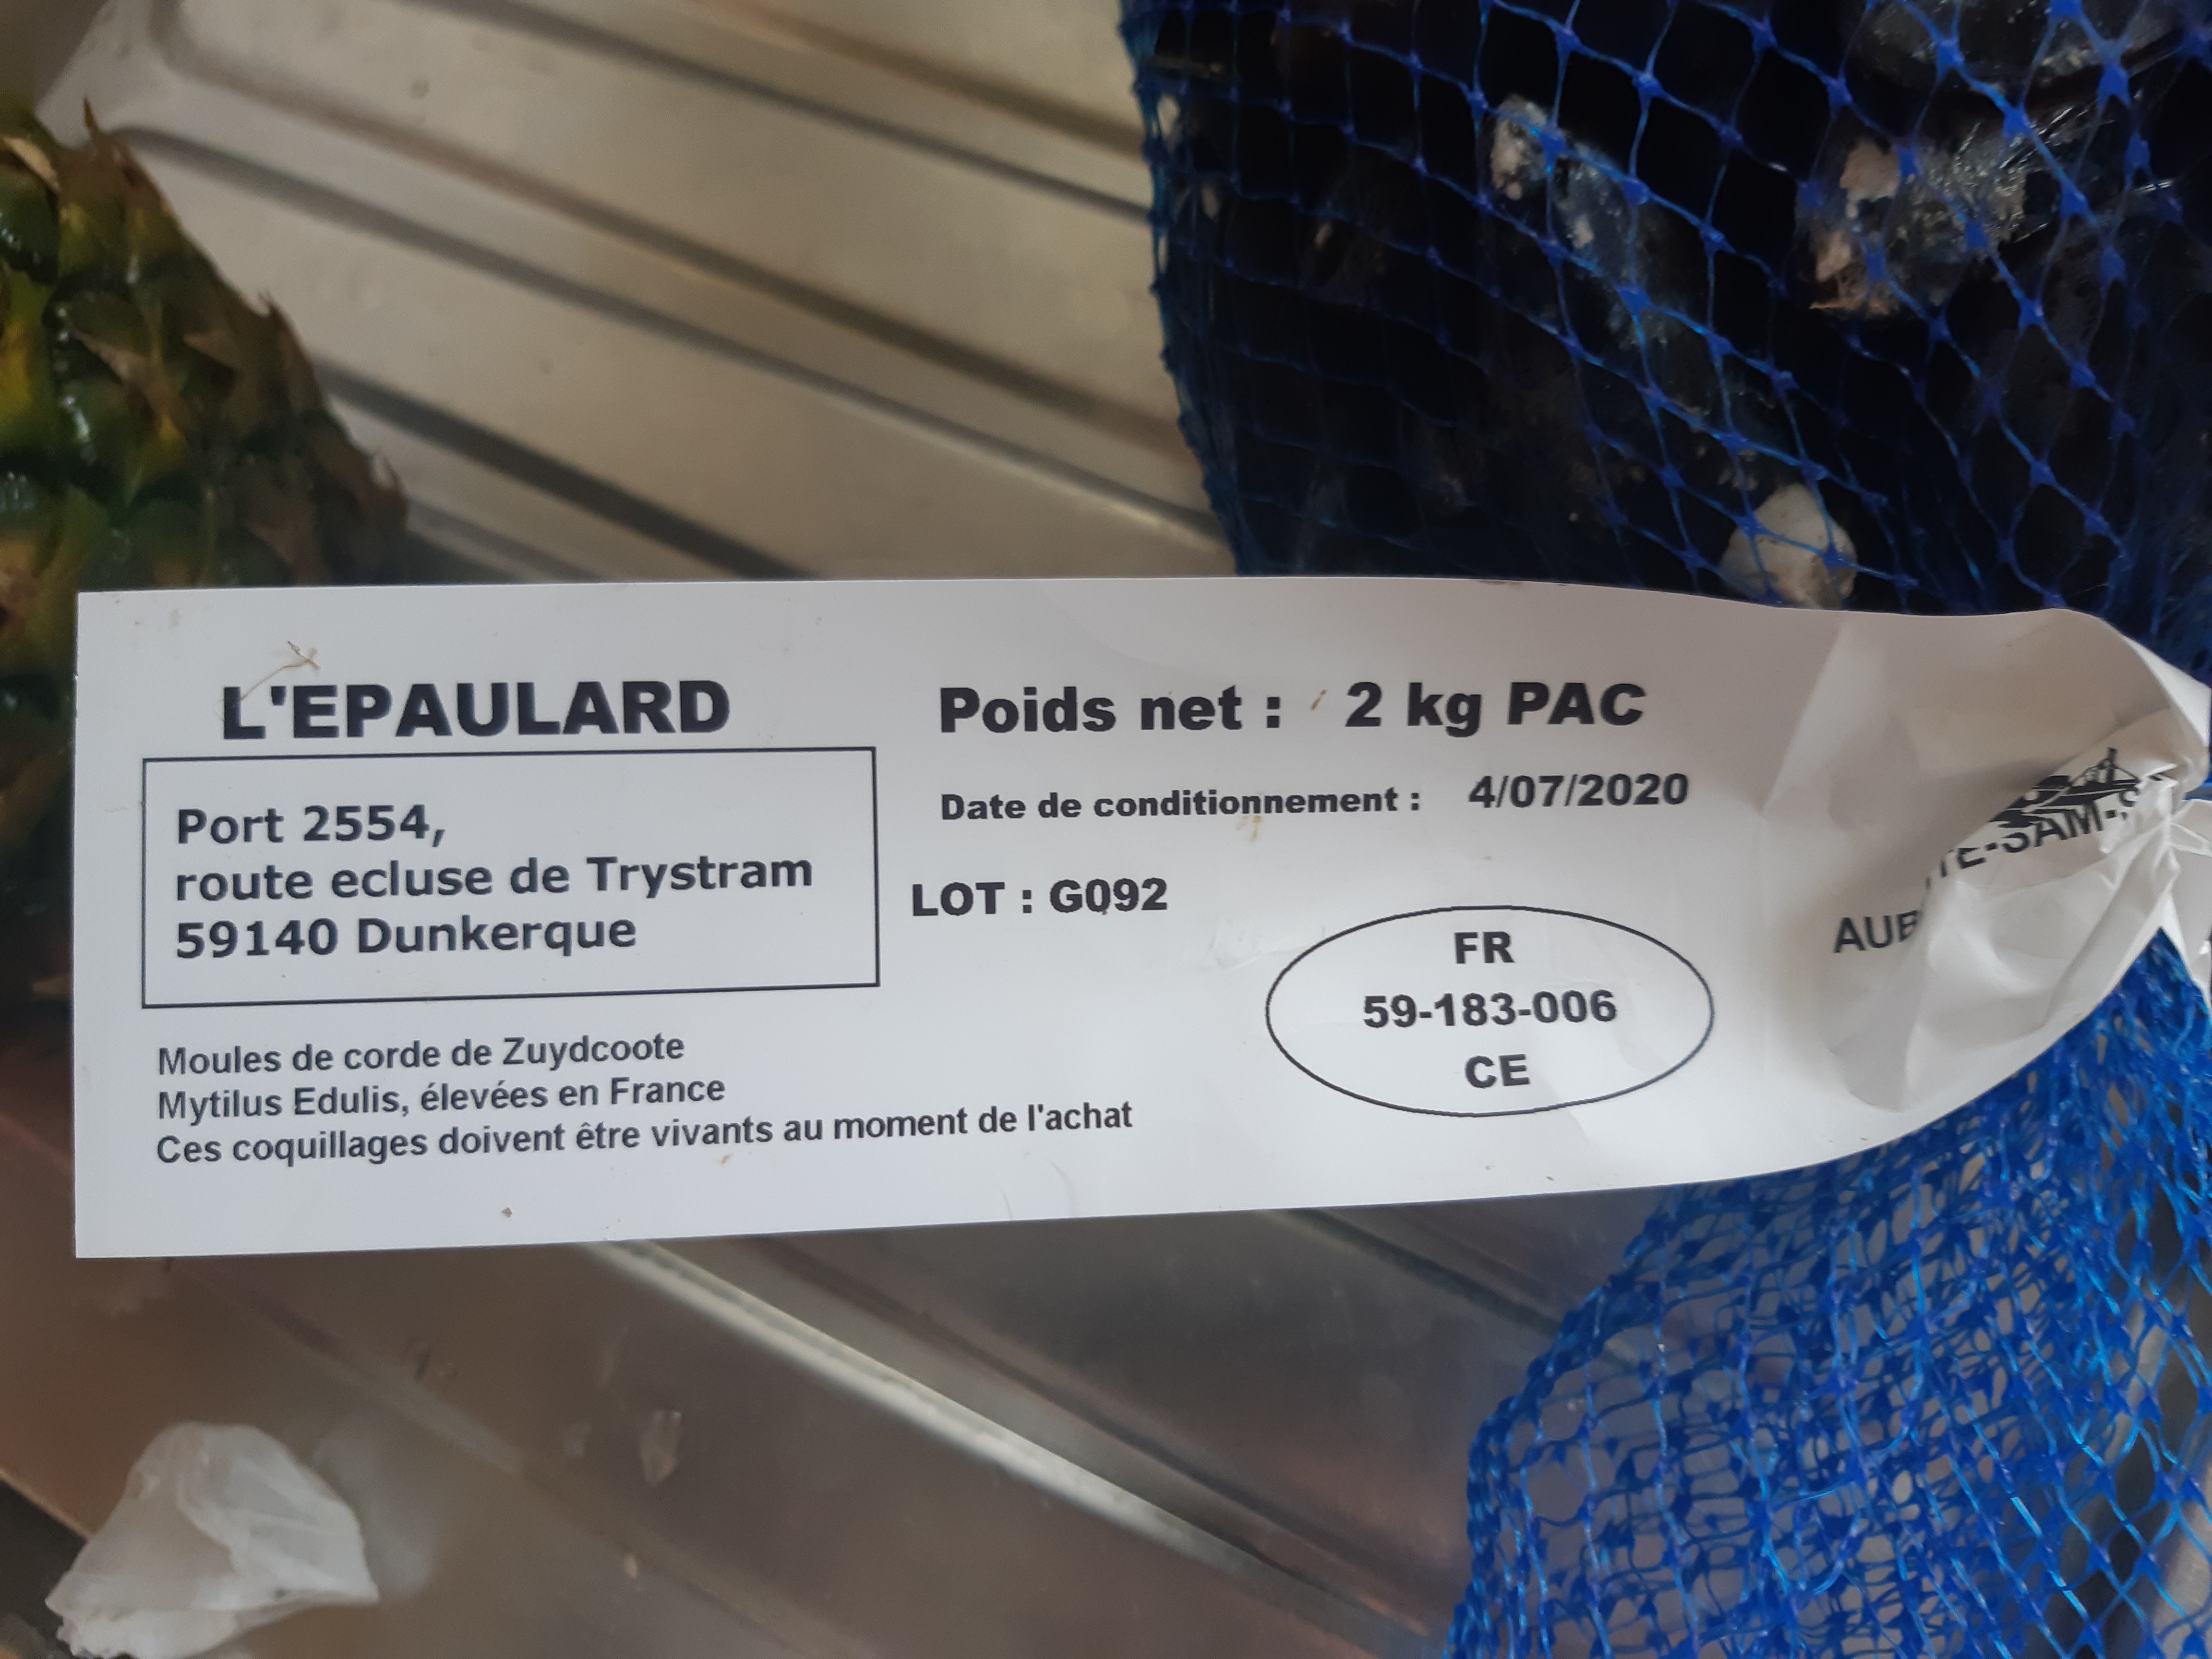 L'EPAULARD
Port 2554,
route ecluse de Trystram
59140 Dunkerque
Moules de corde de Zuydcoote
Mytilus Edulis, élevées en France
Ces coquillages doivent être vivants au moment de l'achat
Poids net : 2 kg PAC
Date de conditionnement : 4/07/2020
LOT : G092
FR
59-183-006
CE